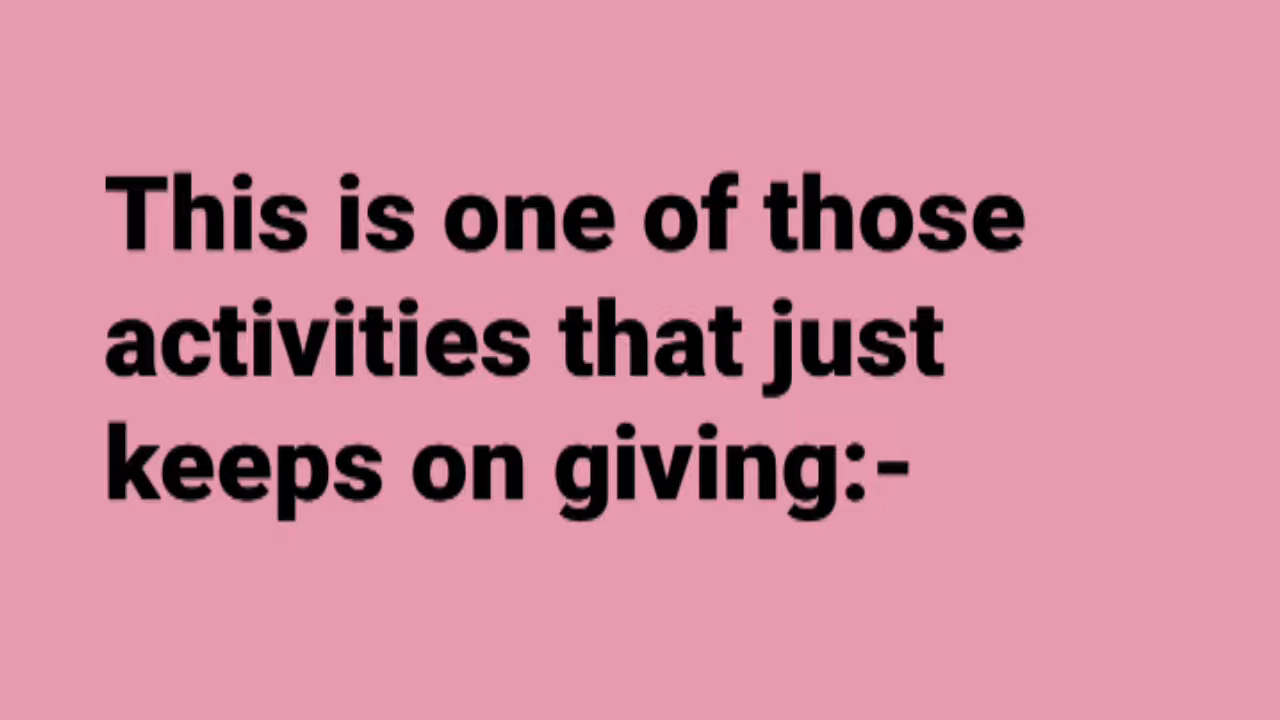 This is one of those
activities that just
keeps on giving:-